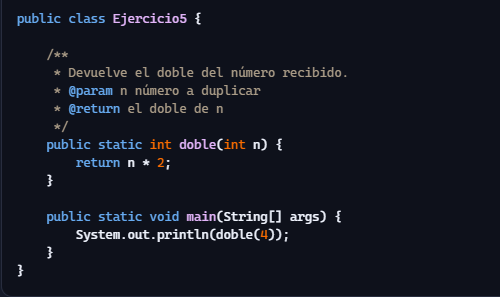 public class Ejercicio5 {
/**
* Devuelve el doble del número recibido.
* @param n número a duplicar
* @return el doble de n
*/
public static int doble(int n) {
return n * 2;
}
public static void main(String[] args) {
System.out.println(doble(4));
}
}